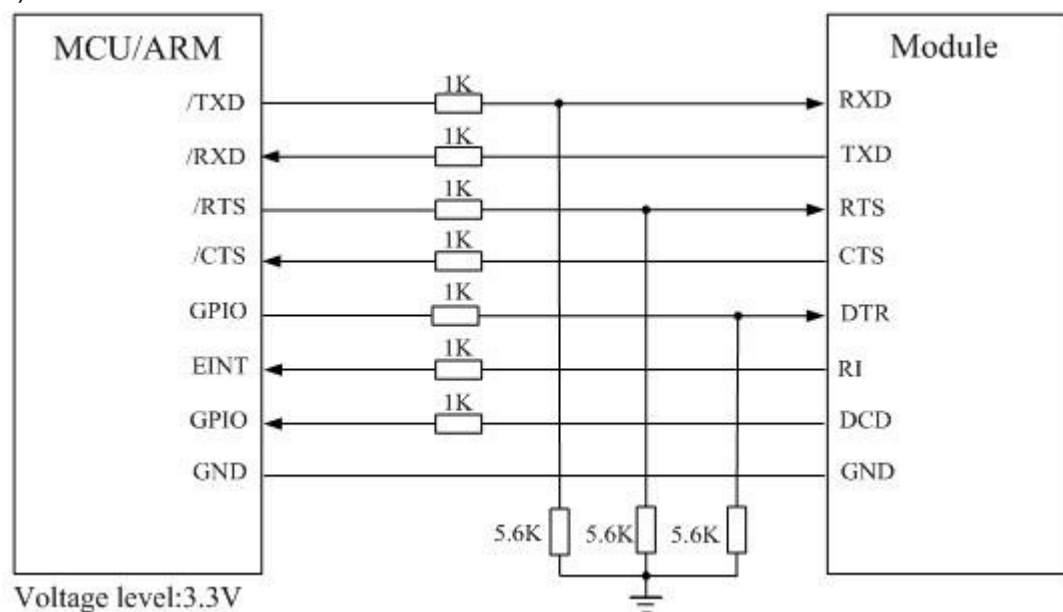 MCU/ARM
Module
1K
/TXD
RXD
1K
/RXD
TXD
1K
/RTS
RTS
1K
/CTS
CTS
1K
GPIO
DTR
1K
EINT
RI
1K
GPIO
DCD
GND
GND
5.6K
5.6K
5.6K
Voltage level:3.3V